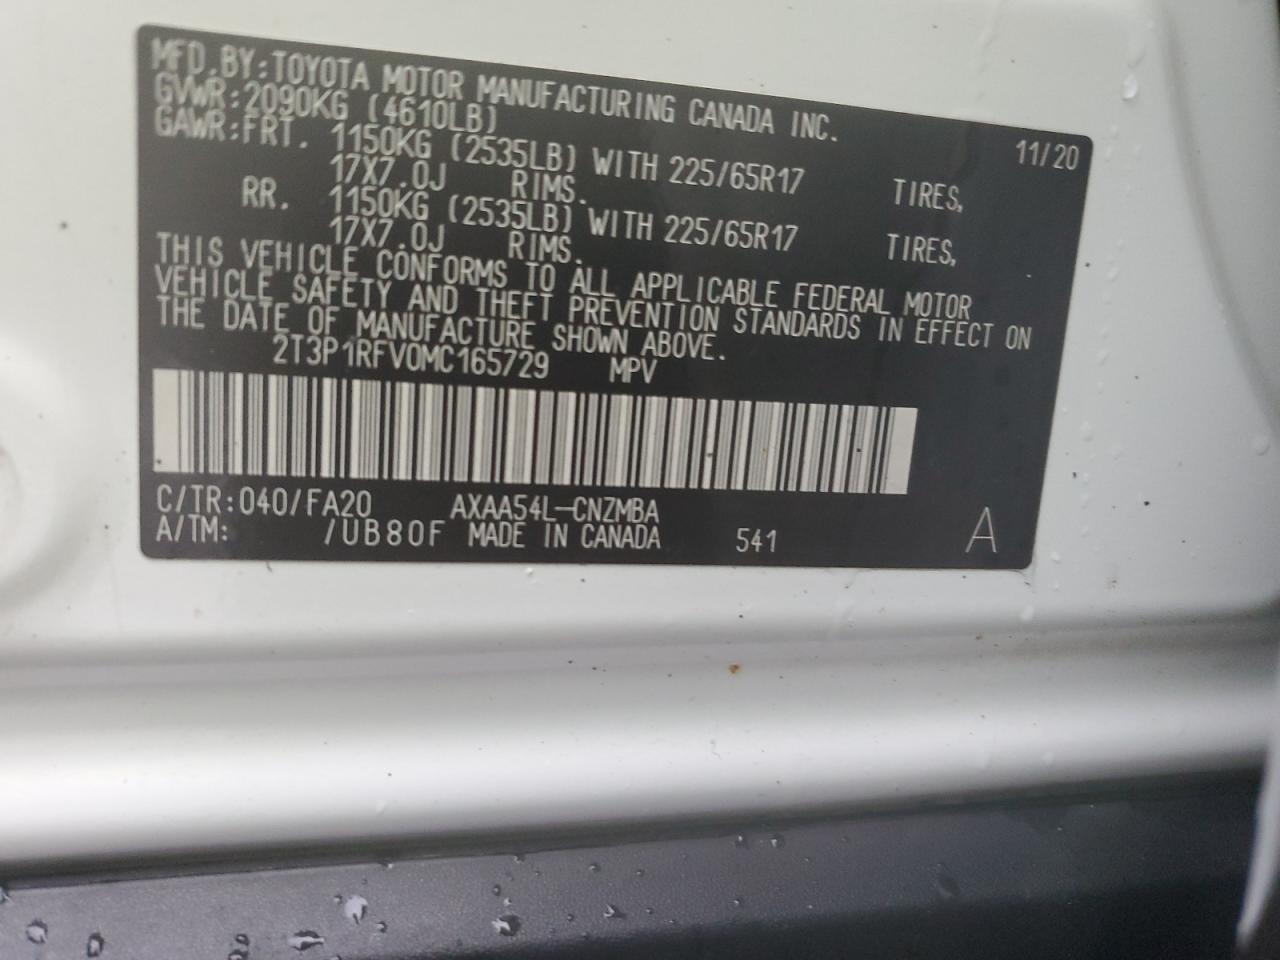 MFD. BY: TOYOTA MOTOR MANUFACTURING CANADA INC.
GVWR: 2090KG (4610LB) 11/20
GAWR: FRT. 1150KG (2535LB) WITH 225/65R17 TIRES,
17X7.0J RIMS.
RR. 1150KG (2535LB) WITH 225/65R17 TIRES,
17X7.0J RIMS.
THIS VEHICLE CONFORMS TO ALL APPLICABLE FEDERAL MOTOR
VEHICLE SAFETY AND THEFT PREVENTION STANDARDS IN EFFECT ON
THE DATE OF MANUFACTURE SHOWN ABOVE.
2T3P1RFV0MC165729 MPV
C/TR: 040/FA20 AXAA54L-CNZMBA
A/TM: /UB80F MADE IN CANADA 541 A